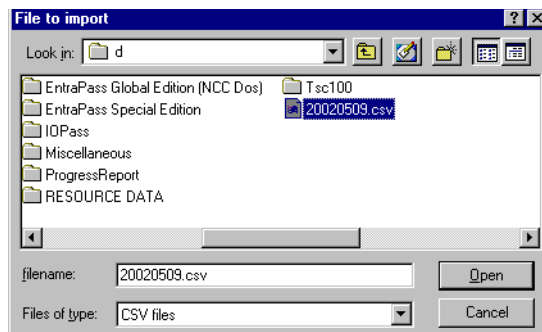 File to import
Look in: d
EntraPass Global Edition (NCC Dos)
EntraPass Special Edition
IOPass
Miscellaneous
ProgressReport
RESOURCE DATA
Tsc100
20020509.csv
filename: 20020509.csv Open
Files of type: CSV files Cancel